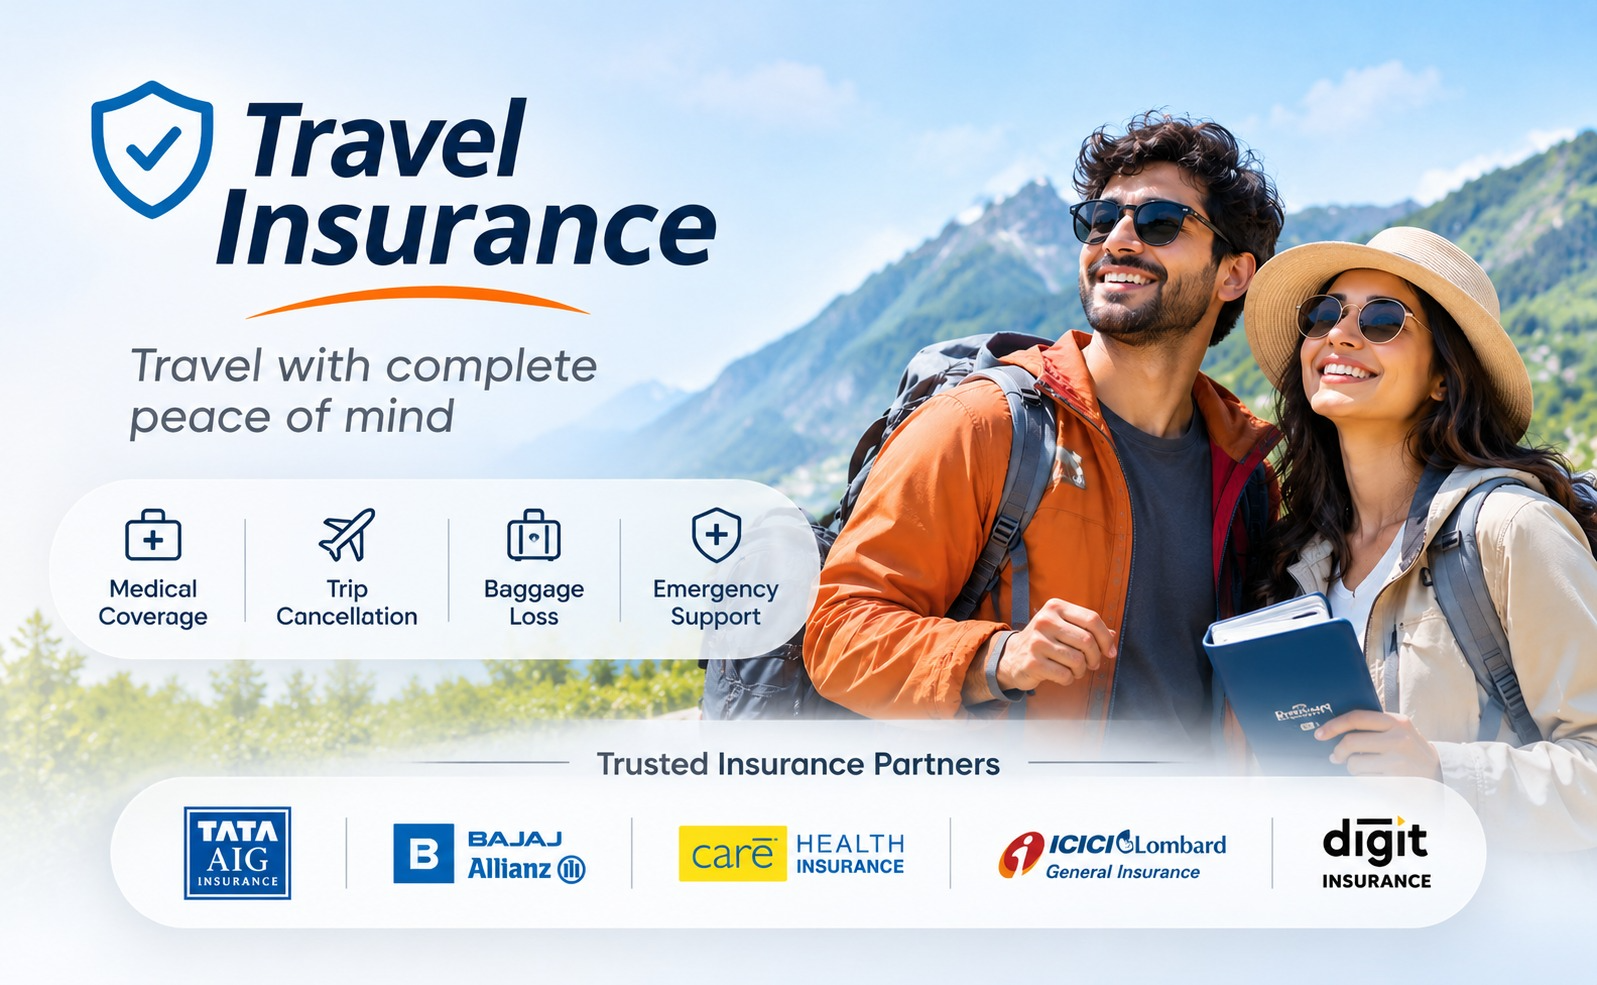 Travel
Insurance
Travel with complete
peace of mind
Medical
Coverage
Trip
Cancellation
Baggage
Loss
Emergency
Support
Trusted Insurance Partners
TATA
AIG
INSURANCE
B
BAJAJ
Allianz
care
HEALTH
INSURANCE
ICICI Lombard
General Insurance
digit
INSURANCE